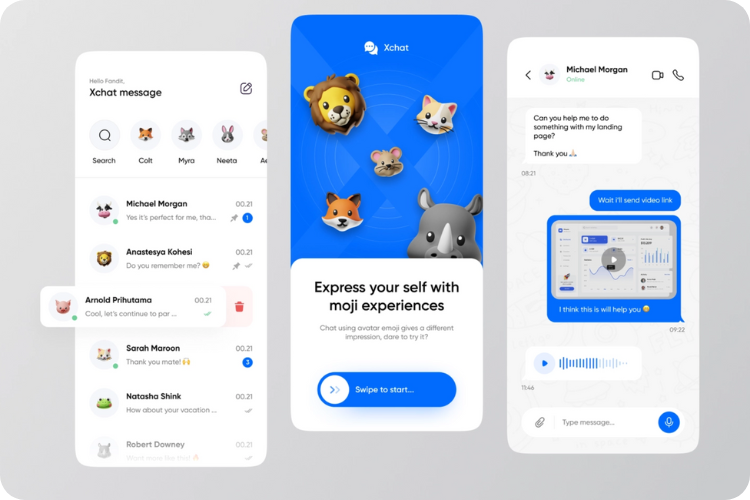 Hello Fandit,
Xchat message
Search
Colt
Myra
Neeta
Ae
Michael Morgan
00.21
Yes it's perfect for me, tha...
1
Anastesya Kohesi
00.21
Do you remember me?
Arnold Prihutama
00.21
Cool, let's continue to par ...
Sarah Maroon
00.21
Thank you mate!
3
Natasha Shink
00.21
How about your vacation ...
Robert Downey
00.21
Xchat
Express your self with
moji experiences
Chat using avatar emoji gives a different
impression, dare to try it?
Swipe to start...
Michael Morgan
Online
Can you help me to do
something with my landing
page?
Thank you 🙏🏻
08:21
Wait i'll send video link
I think this is will help you
09:22
11:46
Type message...